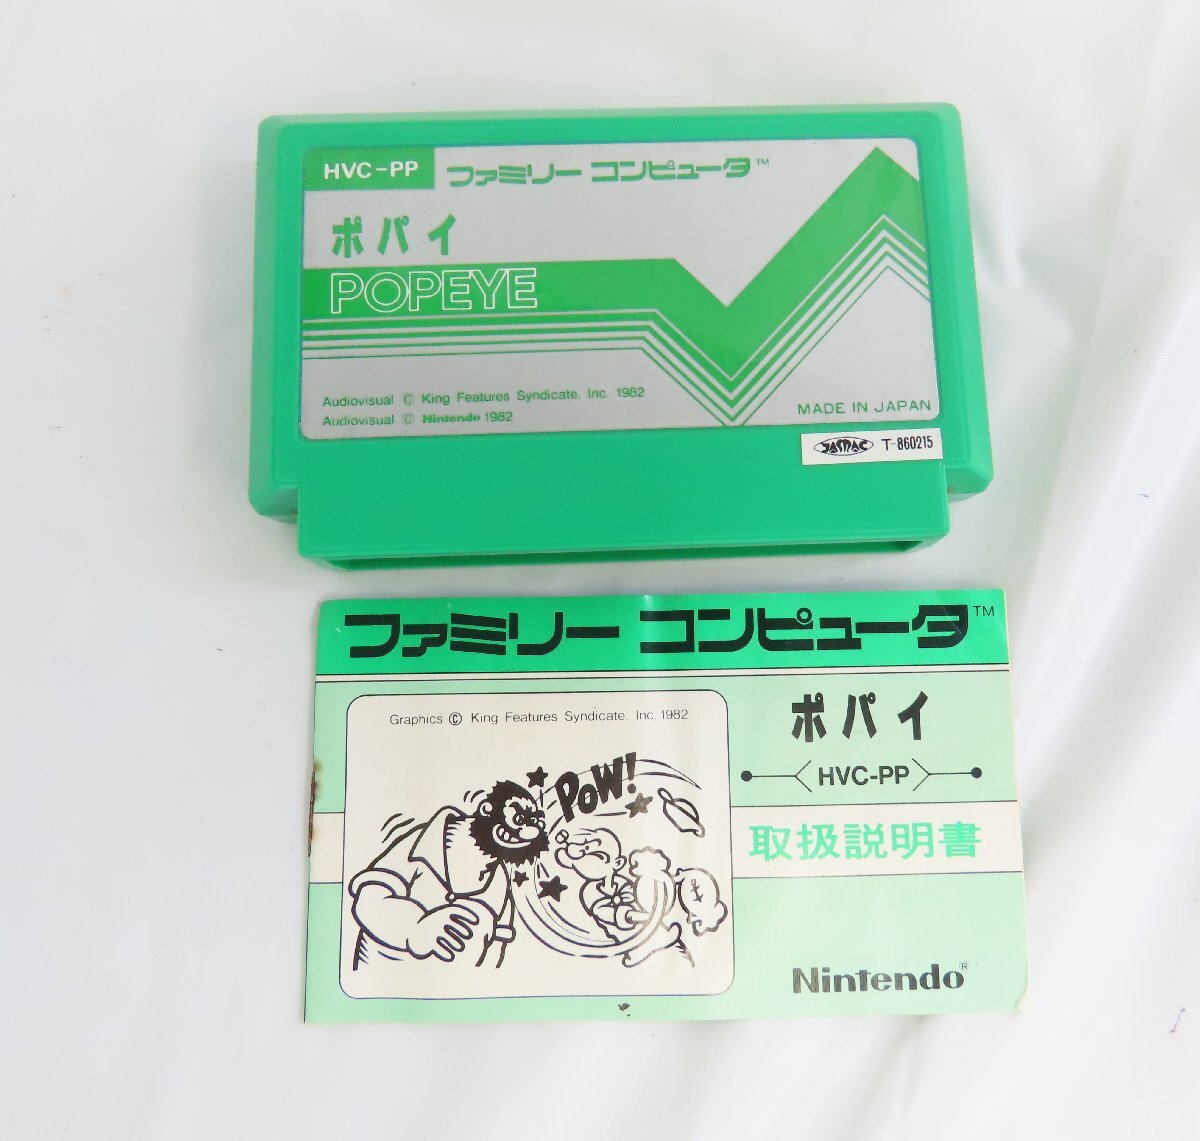 HVC-PP
ファミリー コンピュータ™
ポパイ
POPEYE
Audiovisual © King Features Syndicate, Inc. 1982
Audiovisual © Nintendo 1982
MADE IN JAPAN
JASRAC T-860215
ファミリー コンピュータ™
Graphics © King Features Syndicate, Inc. 1982
POW!
ポパイ
HVC-PP
取扱説明書
Nintendo®